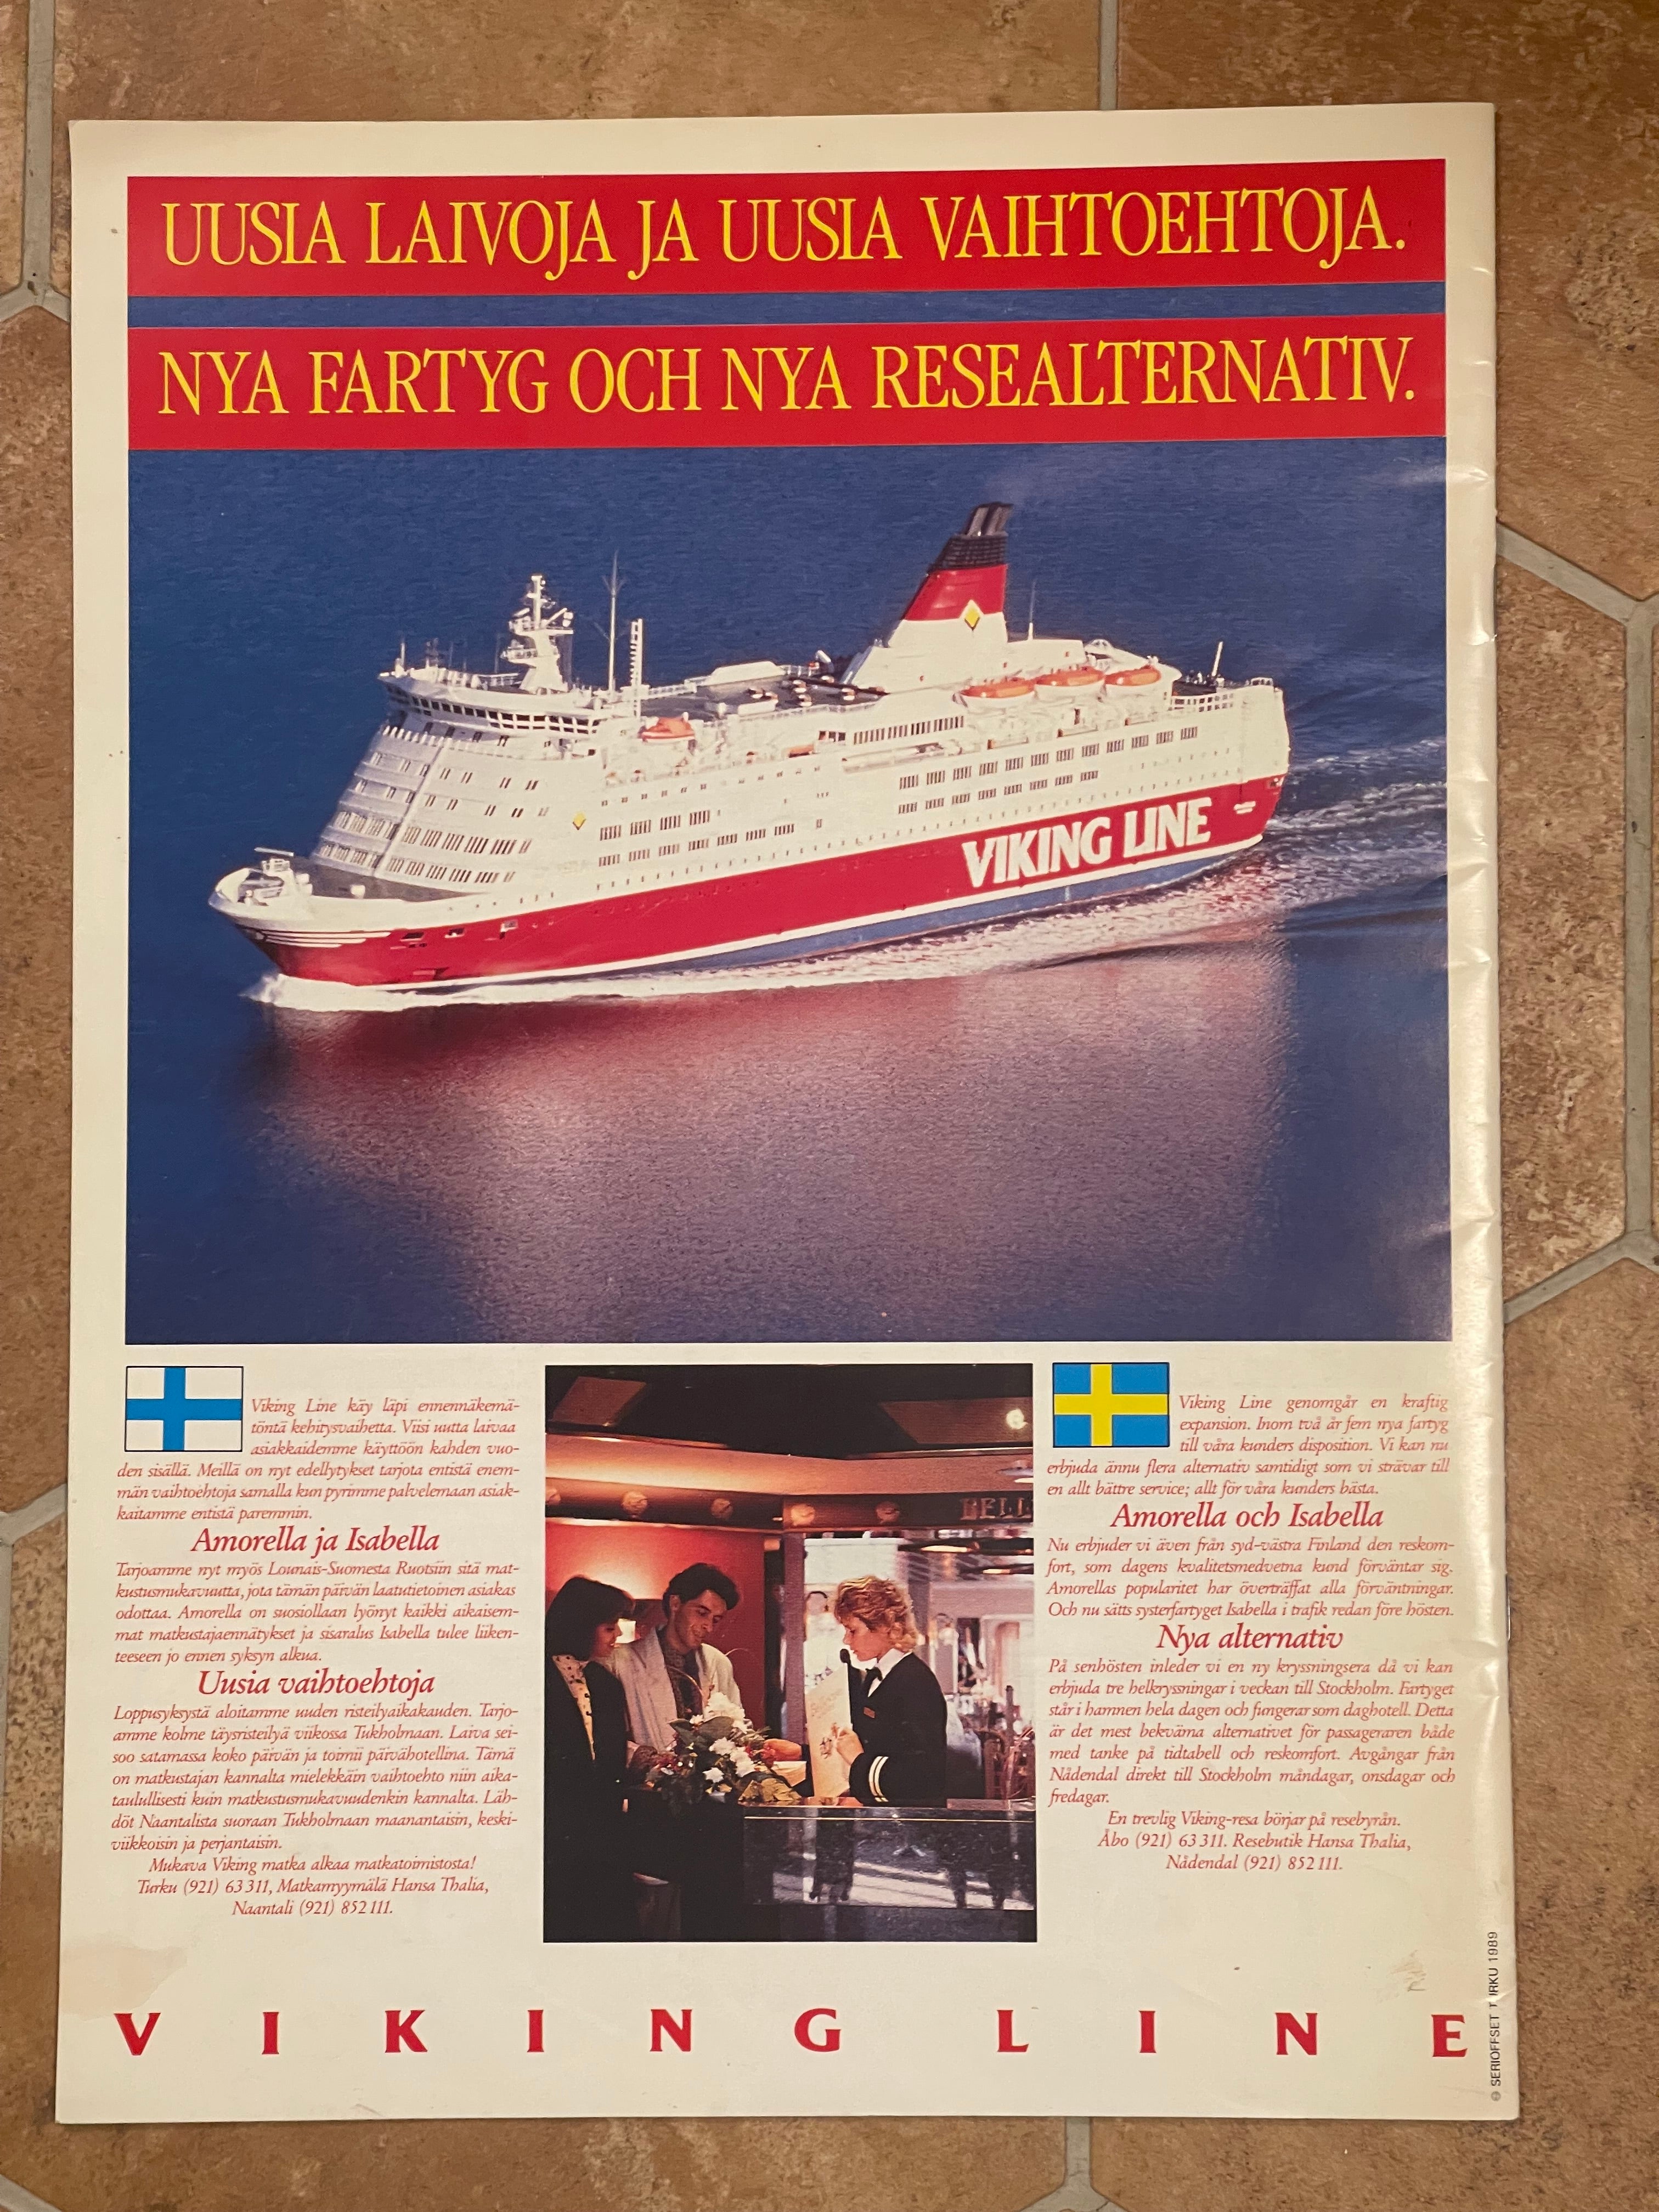 UUSIA LAIVOJA JA UUSIA VAIHTOEHTOJA.
NYA FARTYG OCH NYA RESEALTERNATIV.
VIKING LINE
Viking Line käy läpi ennennäkemä-
töntä kehitysvaihetta. Viisi uutta laivaa
asiakkaidemme käyttöön kahden vuo-
den sisällä. Meillä on nyt edellytykset tarjota entistä enem-
män vaihtoehtoja samalla kun pyrimme palvelemaan asiak-
kaitamme entistä paremmin.
Amorella ja Isabella
Tarjoamme nyt myös Lounais-Suomesta Ruotsiin sitä mat-
kustusmukavuutta, jota tämän päivän laatutietoinen asiakas
odottaa. Amorella on suosiollaan lyönyt kaikki aikaisem-
mat matkustajaennätykset ja sisaralus Isabella tulee liiken-
teeseen jo ennen syksyn alkua.
Uusia vaihtoehtoja
Loppusyksystä aloitamme uuden risteilyaikakauden. Tarjo-
amme kolme täysristeilyä viikossa Tukholmaan. Laiva sei-
soo satamassa koko päivän ja toimii päivähotellina. Tämä
on matkustajan kannalta mielekkäin vaihtoehto niin aika-
taulullisesti kuin matkustusmukavuudenkin kannalta. Läh-
döt Naantalista suoraan Tukholmaan maanantaisin, keski-
viikkoisin ja perjantaisin.
Mukava Viking matka alkaa matkatoimistosta!
Turku (921) 63 311, Matkamyymälä Hansa Thalia,
Naantali (921) 852 111.
BELL
Viking Line genomgår en kraftig
expansion. Inom två år fem nya fartyg
till våra kunders disposition. Vi kan nu
erbjuda ännu flera alternativ samtidigt som vi strävar till
en allt bättre service; allt för våra kunders bästa.
Amorella och Isabella
Nu erbjuder vi även från syd-västra Finland den reskom-
fort, som dagens kvalitetsmedvetna kund förväntar sig.
Amorellas popularitet har överträffat alla förväntningar.
Och nu sätts systerfartyget Isabella i trafik redan före hösten.
Nya alternativ
På senhösten inleder vi en ny kryssningsera då vi kan
erbjuda tre helkryssningar i veckan till Stockholm. Fartyget
står i hamnen hela dagen och fungerar som daghotell. Detta
är det mest bekväma alternativet för passageraren både
med tanke på tidtabell och reskomfort. Avgångar från
Nådendal direkt till Stockholm måndagar, onsdagar och
fredagar.
En trevlig Viking-resa börjar på resebyrån.
Åbo (921) 63 311. Resebutik Hansa Thalia,
Nådendal (921) 852 111.
VIKING LINE
© SERIOFFSET TURKU 1989